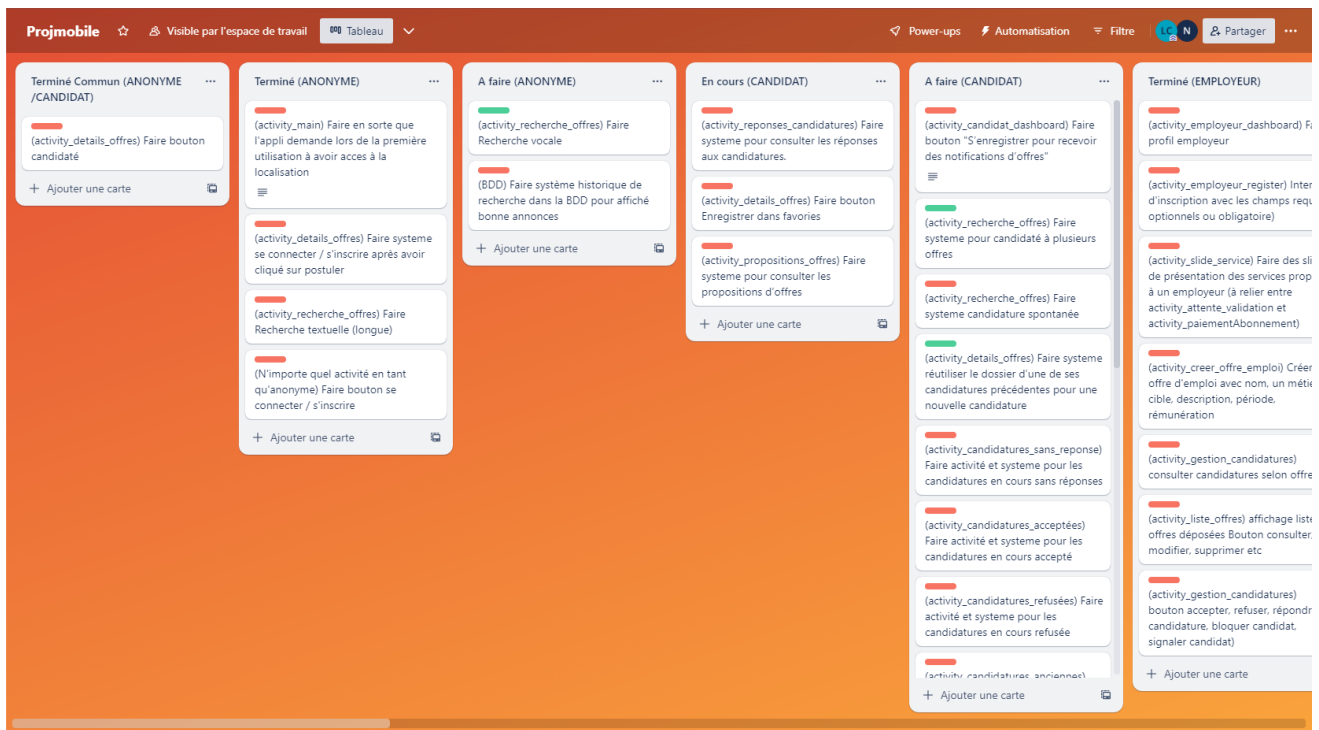 Projmobile
Visible par l'espace de travail
Tableau
Power-ups
Automatisation
Filtre
LC
N
Partager
Terminé Commun (ANONYME
/CANDIDAT)
(activity_details_offres) Faire bouton
candidaté
Ajouter une carte
Terminé (ANONYME)
(activity_main) Faire en sorte que
l'appli demande lors de la première
utilisation à avoir acces à la
localisation
(activity_details_offres) Faire systeme
se connecter / s'inscrire après avoir
cliqué sur postuler
(activity_recherche_offres) Faire
Recherche textuelle (longue)
(N'importe quel activité en tant
qu'anonyme) Faire bouton se
connecter / s'inscrire
Ajouter une carte
A faire (ANONYME)
(activity_recherche_offres) Faire
Recherche vocale
(BDD) Faire système historique de
recherche dans la BDD pour affiché
bonne annonces
Ajouter une carte
En cours (CANDIDAT)
(activity_reponses_candidatures) Faire
systeme pour consulter les réponses
aux candidatures.
(activity_details_offres) Faire bouton
Enregistrer dans favories
(activity_propositions_offres) Faire
systeme pour consulter les
propositions d'offres
Ajouter une carte
A faire (CANDIDAT)
(activity_candidat_dashboard) Faire
bouton "S'enregistrer pour recevoir
des notifications d'offres"
(activity_recherche_offres) Faire
systeme pour candidaté à plusieurs
offres
(activity_recherche_offres) Faire
systeme candidature spontanée
(activity_details_offres) Faire systeme
réutiliser le dossier d'une de ses
candidatures précédentes pour une
nouvelle candidature
(activity_candidatures_sans_reponse)
Faire activité et systeme pour les
candidatures en cours sans réponses
(activity_candidatures_acceptées)
Faire activité et systeme pour les
candidatures en cours accepté
(activity_candidatures_refusées) Faire
activité et systeme pour les
candidatures en cours refusée
(activity_candidatures_anciennes)
Ajouter une carte
Terminé (EMPLOYEUR)
(activity_employeur_dashboard)
profil employeur
(activity_employeur_register)
d'inscription avec les champs
optionnels ou obligatoire)
(activity_slide_service) Faire des
de présentation des services
à un employeur (à relier entre
activity_attente_validation et
activity_paiementAbonnement)
(activity_creer_offre_emploi) Créer
offre d'emploi avec nom, un
cible, description, période,
rémunération
(activity_gestion_candidatures)
consulter candidatures selon offre
(activity_liste_offres) affichage
offres déposées Bouton consulter,
modifier, supprimer etc
(activity_gestion_candidatures)
bouton accepter, refuser,
candidature, bloquer candidat,
signaler candidat)
Ajouter une carte